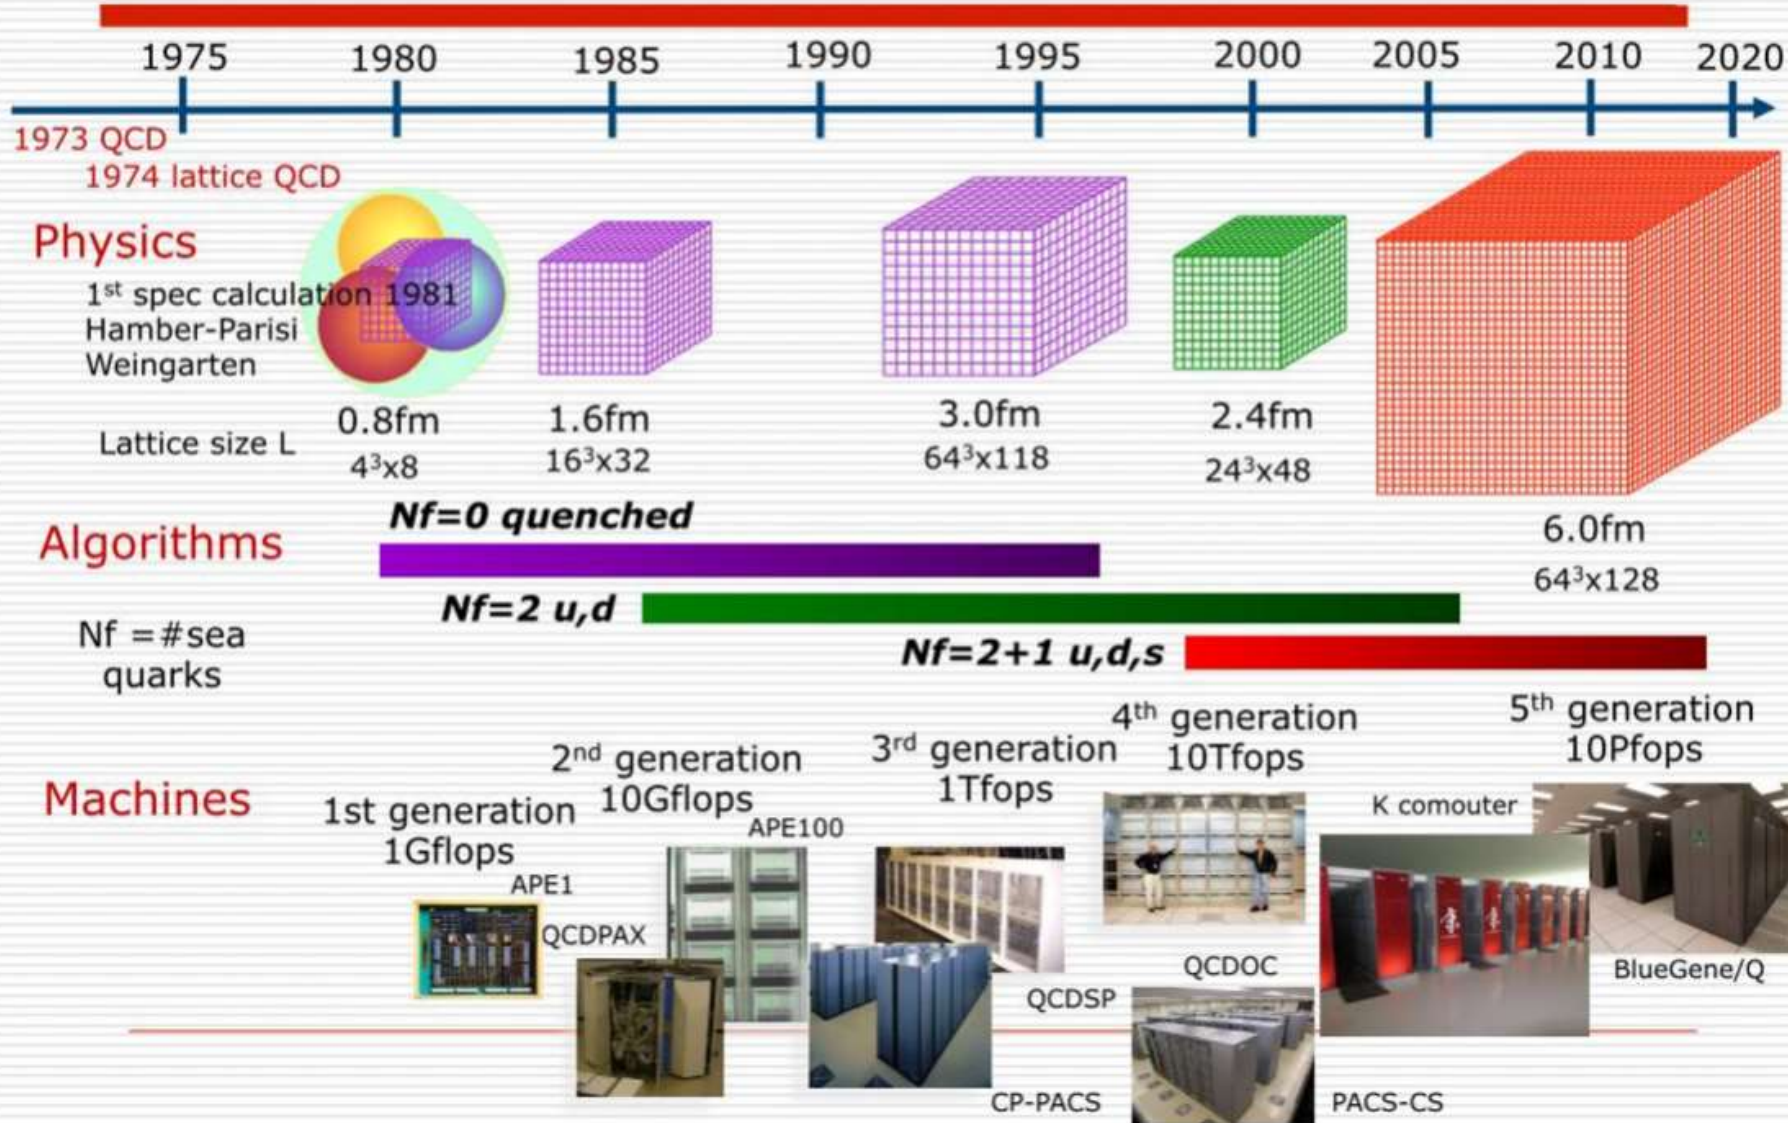 1975 1980 1985 1990 1995 2000 2005 2010 2020
1973 QCD
1974 lattice QCD
Physics
1st spec calculation 1981
Hamber-Parisi
Weingarten
Lattice size L
0.8fm
4³x8
1.6fm
16³x32
3.0fm
64³x118
2.4fm
24³x48
6.0fm
64³x128
Algorithms
Nf=0 quenched
Nf=2 u,d
Nf=2+1 u,d,s
Nf =#sea
quarks
Machines
1st generation
1Gflops
APE1
QCDPAX
2nd generation
10Gflops
APE100
3rd generation
1Tfops
QCDSP
CP-PACS
4th generation
10Tfops
QCDOC
PACS-CS
5th generation
10Pfops
K comouter
BlueGene/Q